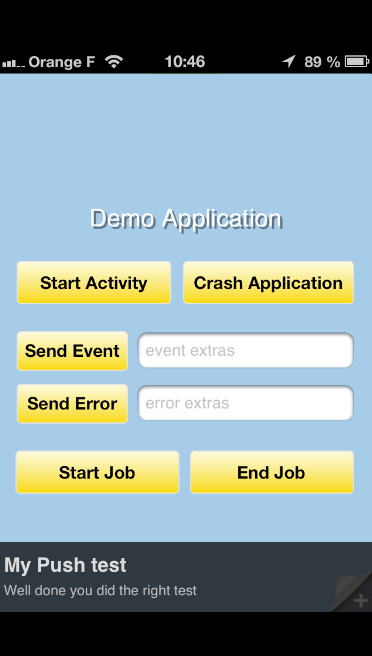 Orange F 10:46 89 %
Demo Application
Start Activity Crash Application
Send Event event extras
Send Error error extras
Start Job End Job
My Push test
Well done you did the right test